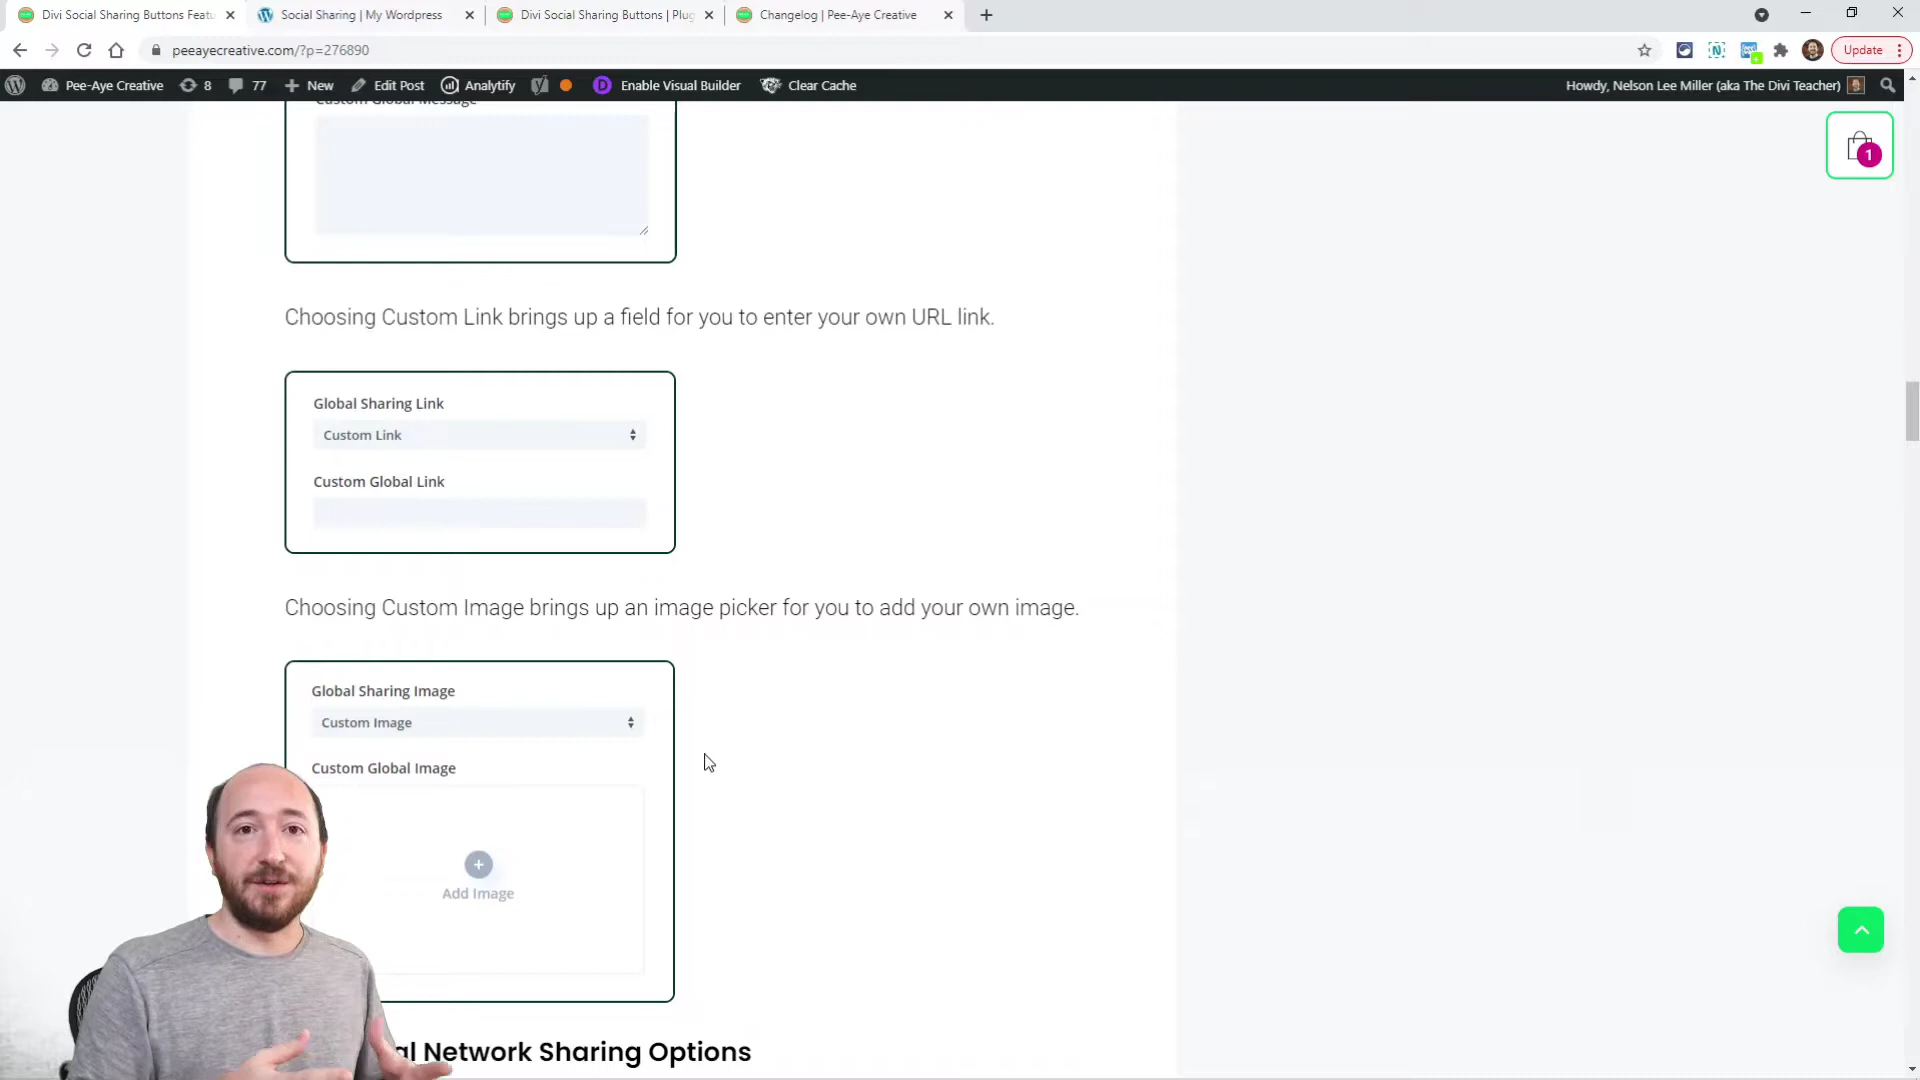 Divi Social Sharing Buttons Featu
Social Sharing | My Wordpress
Divi Social Sharing Buttons | Plug
Changelog | Pee-Aye Creative
peeayecreative.com/?p=276890
Update
Pee-Aye Creative
8
77
New
Edit Post
Analytify
Enable Visual Builder
Clear Cache
Howdy, Nelson Lee Miller (aka The Divi Teacher)
1
Custom Global Message
Choosing Custom Link brings up a field for you to enter your own URL link.
Global Sharing Link
Custom Link
Custom Global Link
Choosing Custom Image brings up an image picker for you to add your own image.
Global Sharing Image
Custom Image
Custom Global Image
Add Image
al Network Sharing Options